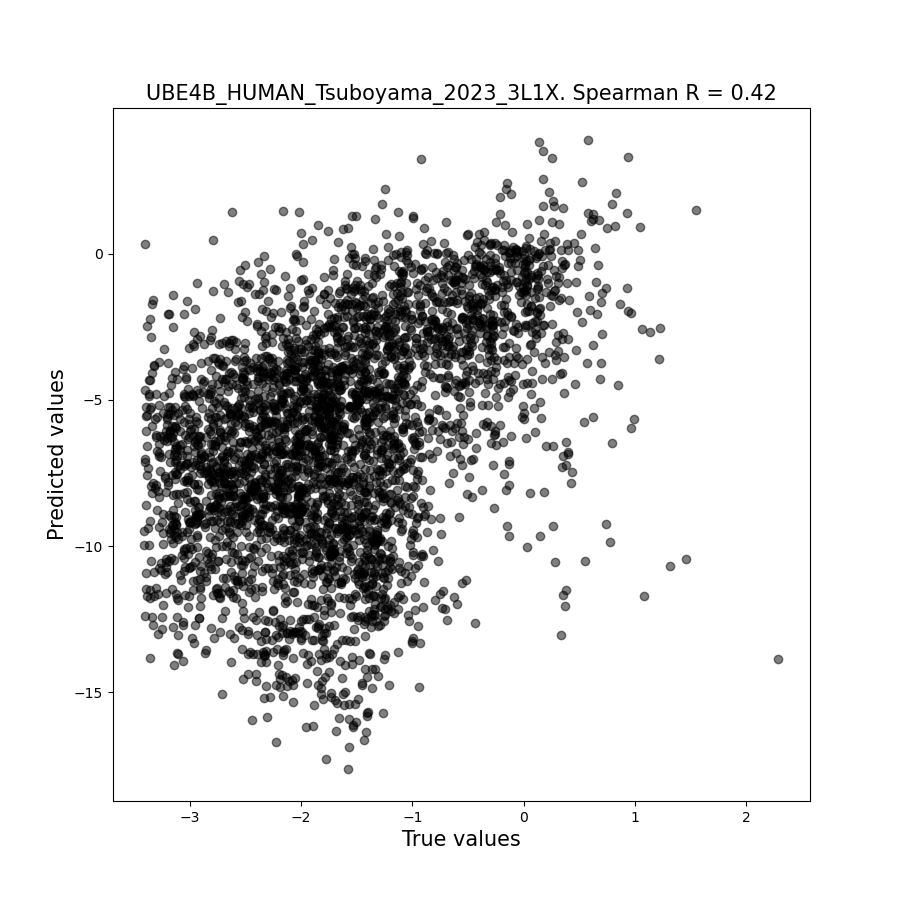 UBE4B_HUMAN_Tsuboyama_2023_3L1X. Spearman R = 0.42
0
−5
−10
−15
Predicted values
−3 −2 −1 0 1 2
True values